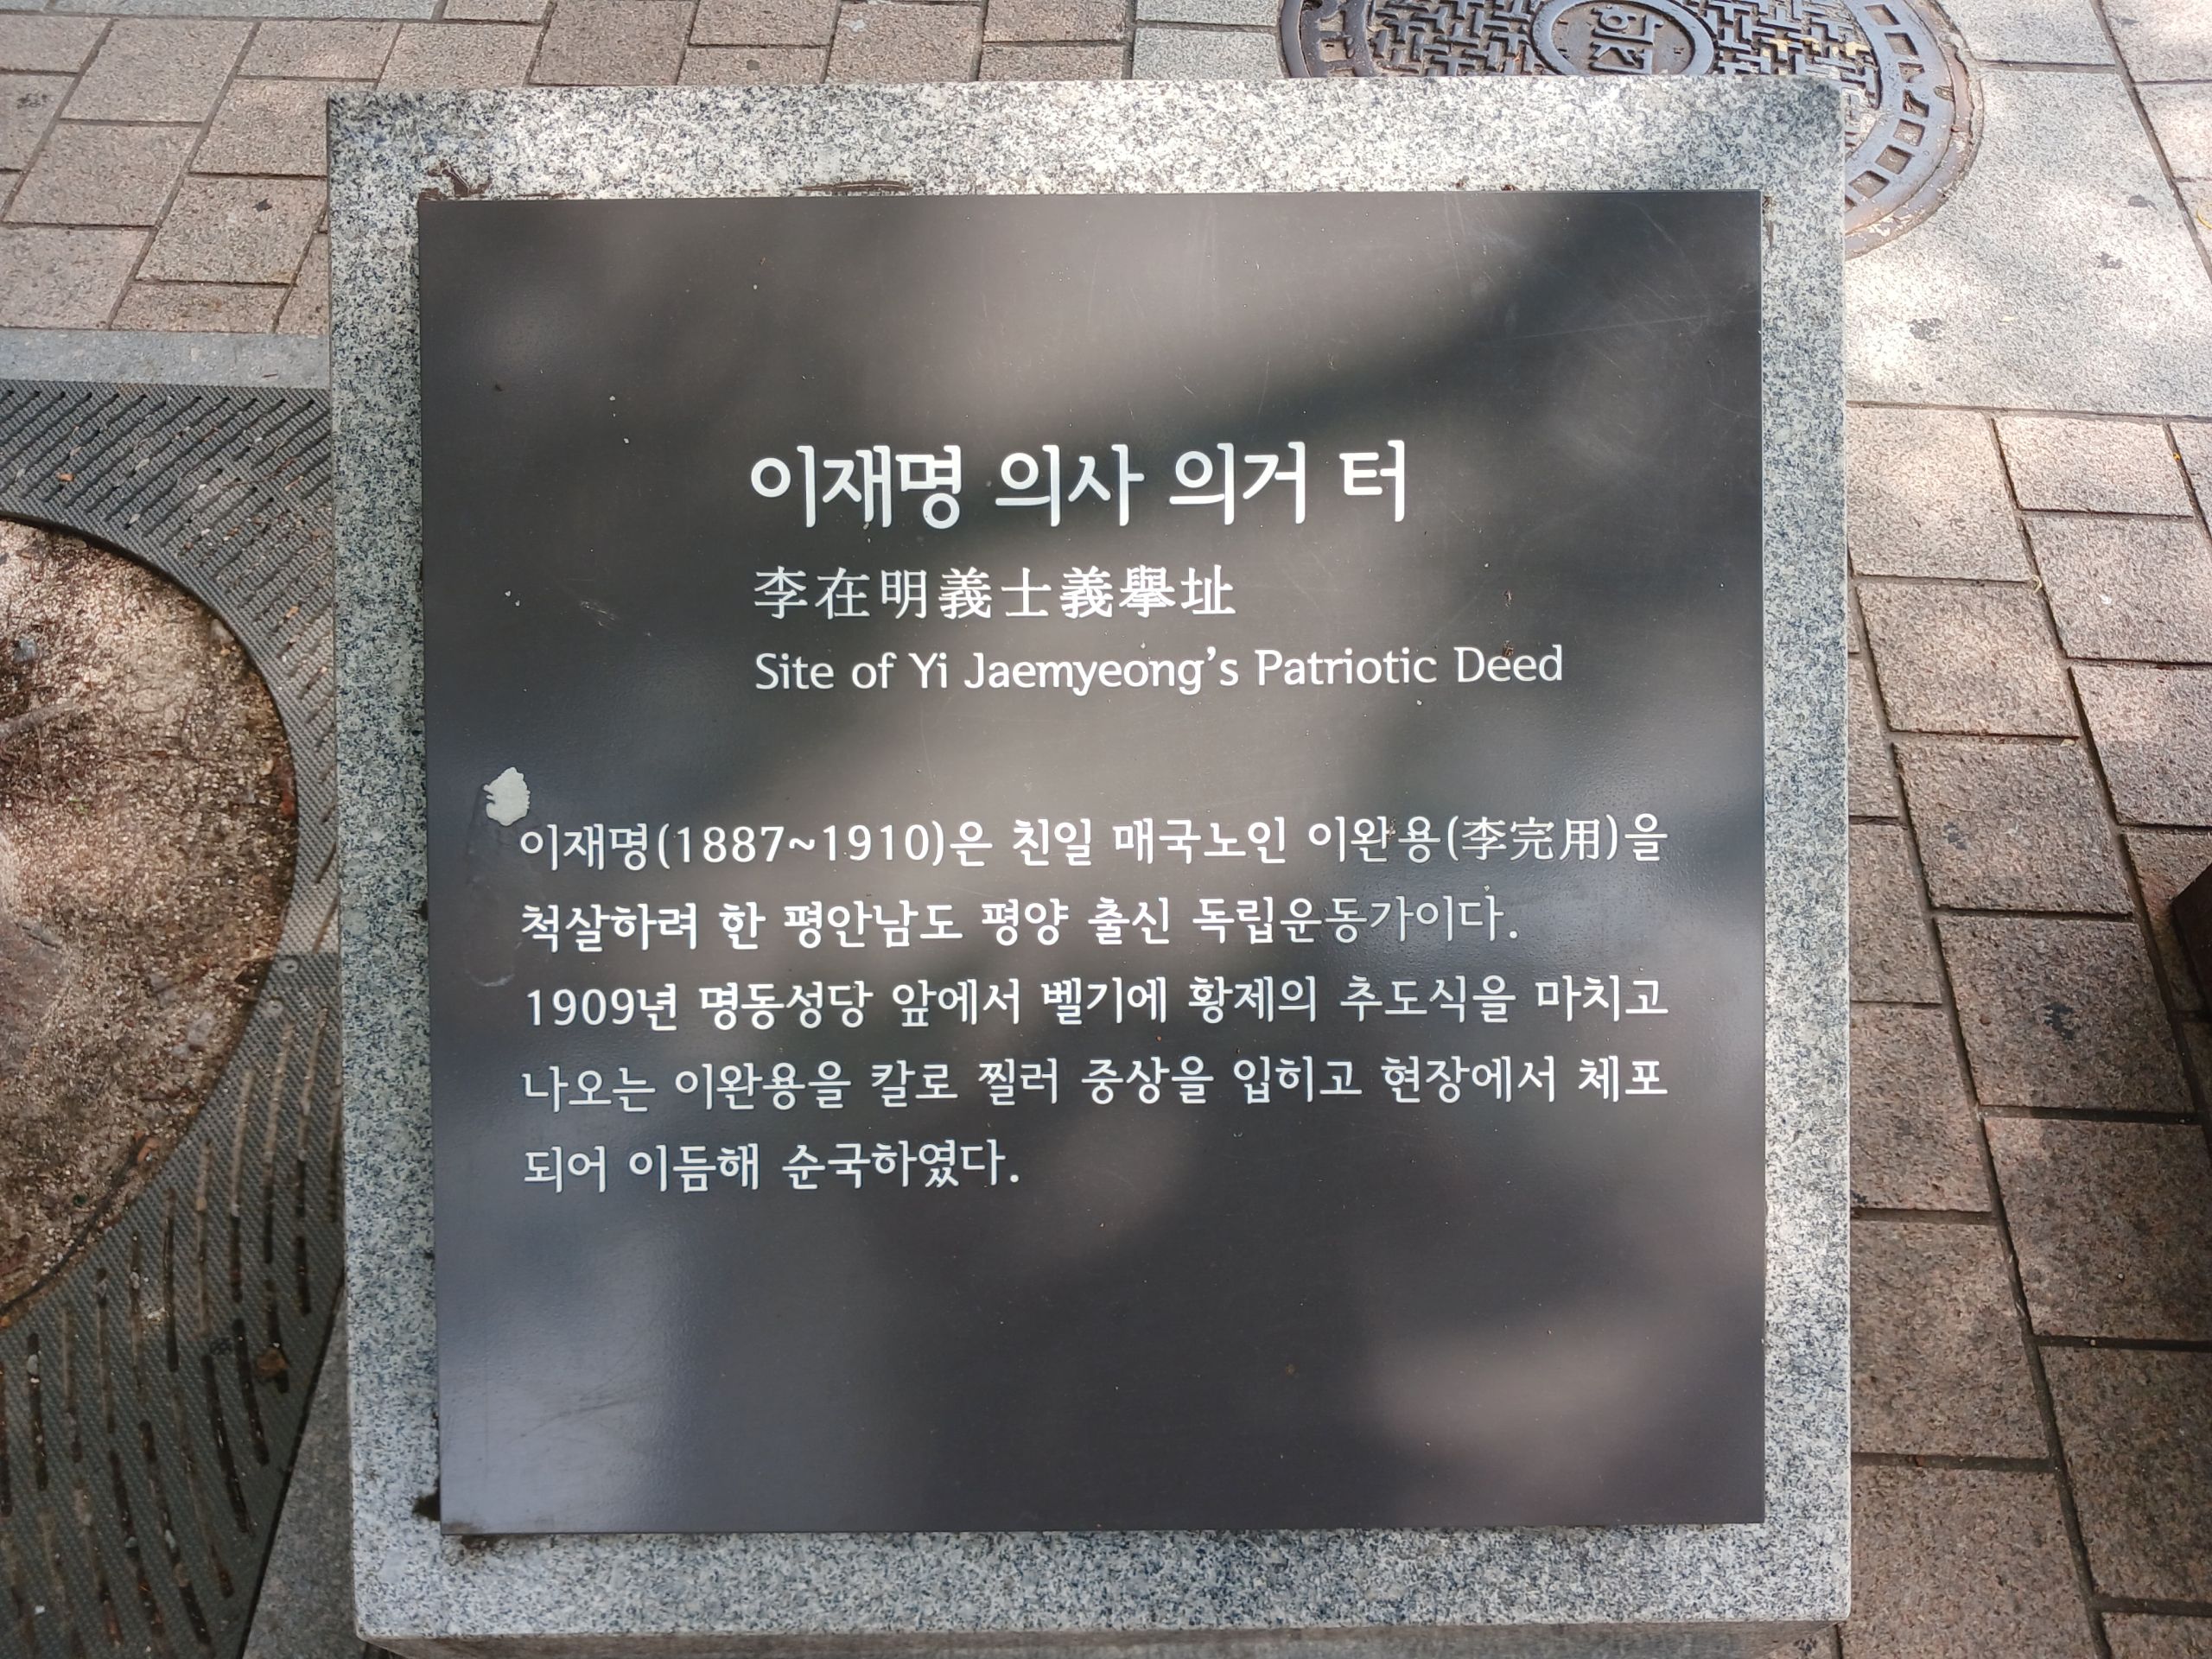 이재명 의사 의거 터
李在明義士義擧址
Site of Yi Jaemyeong's Patriotic Deed
이재명(1887~1910)은 친일 매국노인 이완용(李完用)을
척살하려 한 평안남도 평양 출신 독립운동가이다.
1909년 명동성당 앞에서 벨기에 황제의 추도식을 마치고
나오는 이완용을 칼로 찔러 중상을 입히고 현장에서 체포
되어 이듬해 순국하였다.